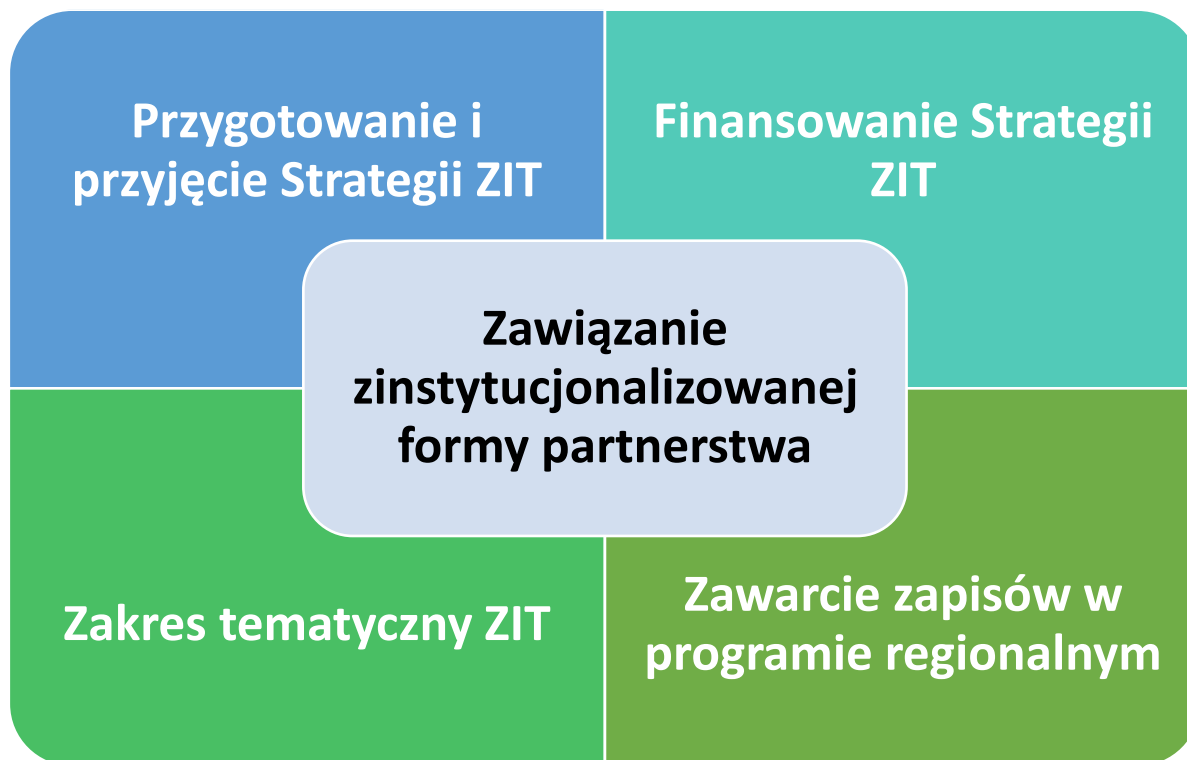 Przygotowanie i
przyjęcie Strategii ZIT
Finansowanie Strategii
ZIT
Zawiązanie
zinstytucjonalizowanej
formy partnerstwa
Zakres tematyczny ZIT
Zawarcie zapisów w
programie regionalnym